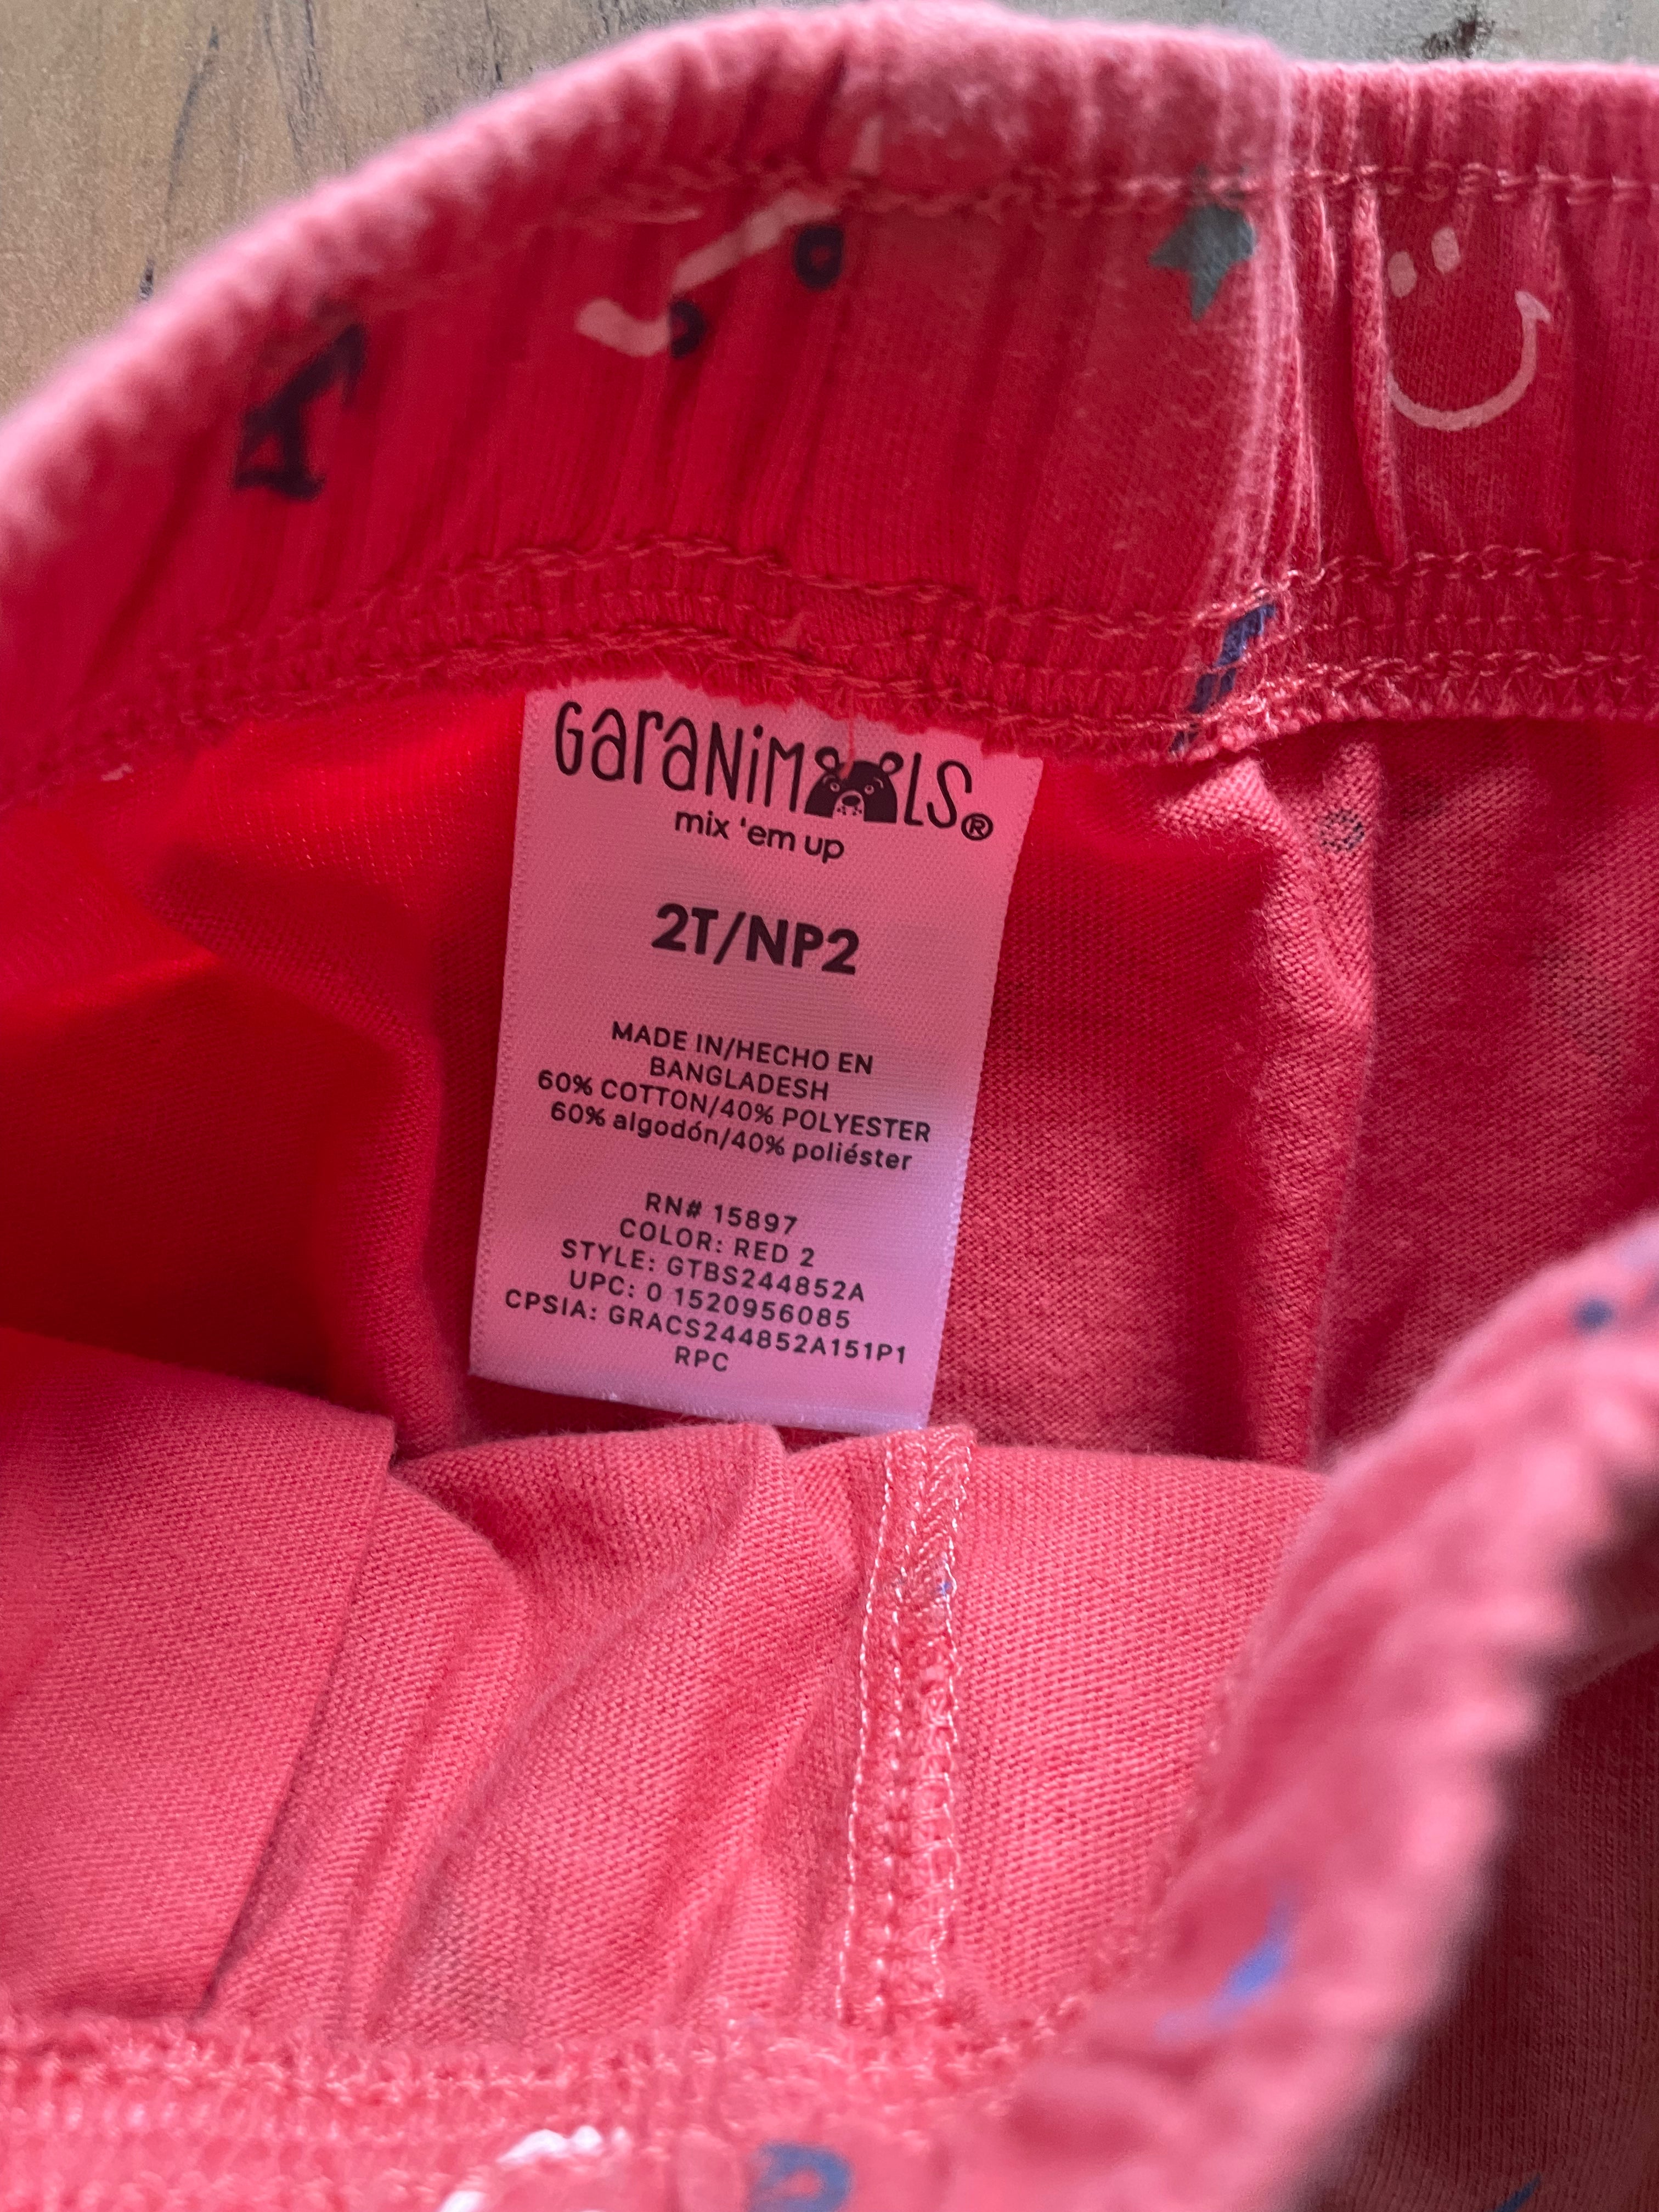 GaraNiMALS®
mix 'em up
2T/NP2
MADE IN/HECHO EN
BANGLADESH
60% COTTON/40% POLYESTER
60% algodón/40% poliéster
RN# 15897
COLOR: RED 2
STYLE: GTBS244852A
UPC: 0 1520956085
CPSIA: GRACS244852A151P1
RPC